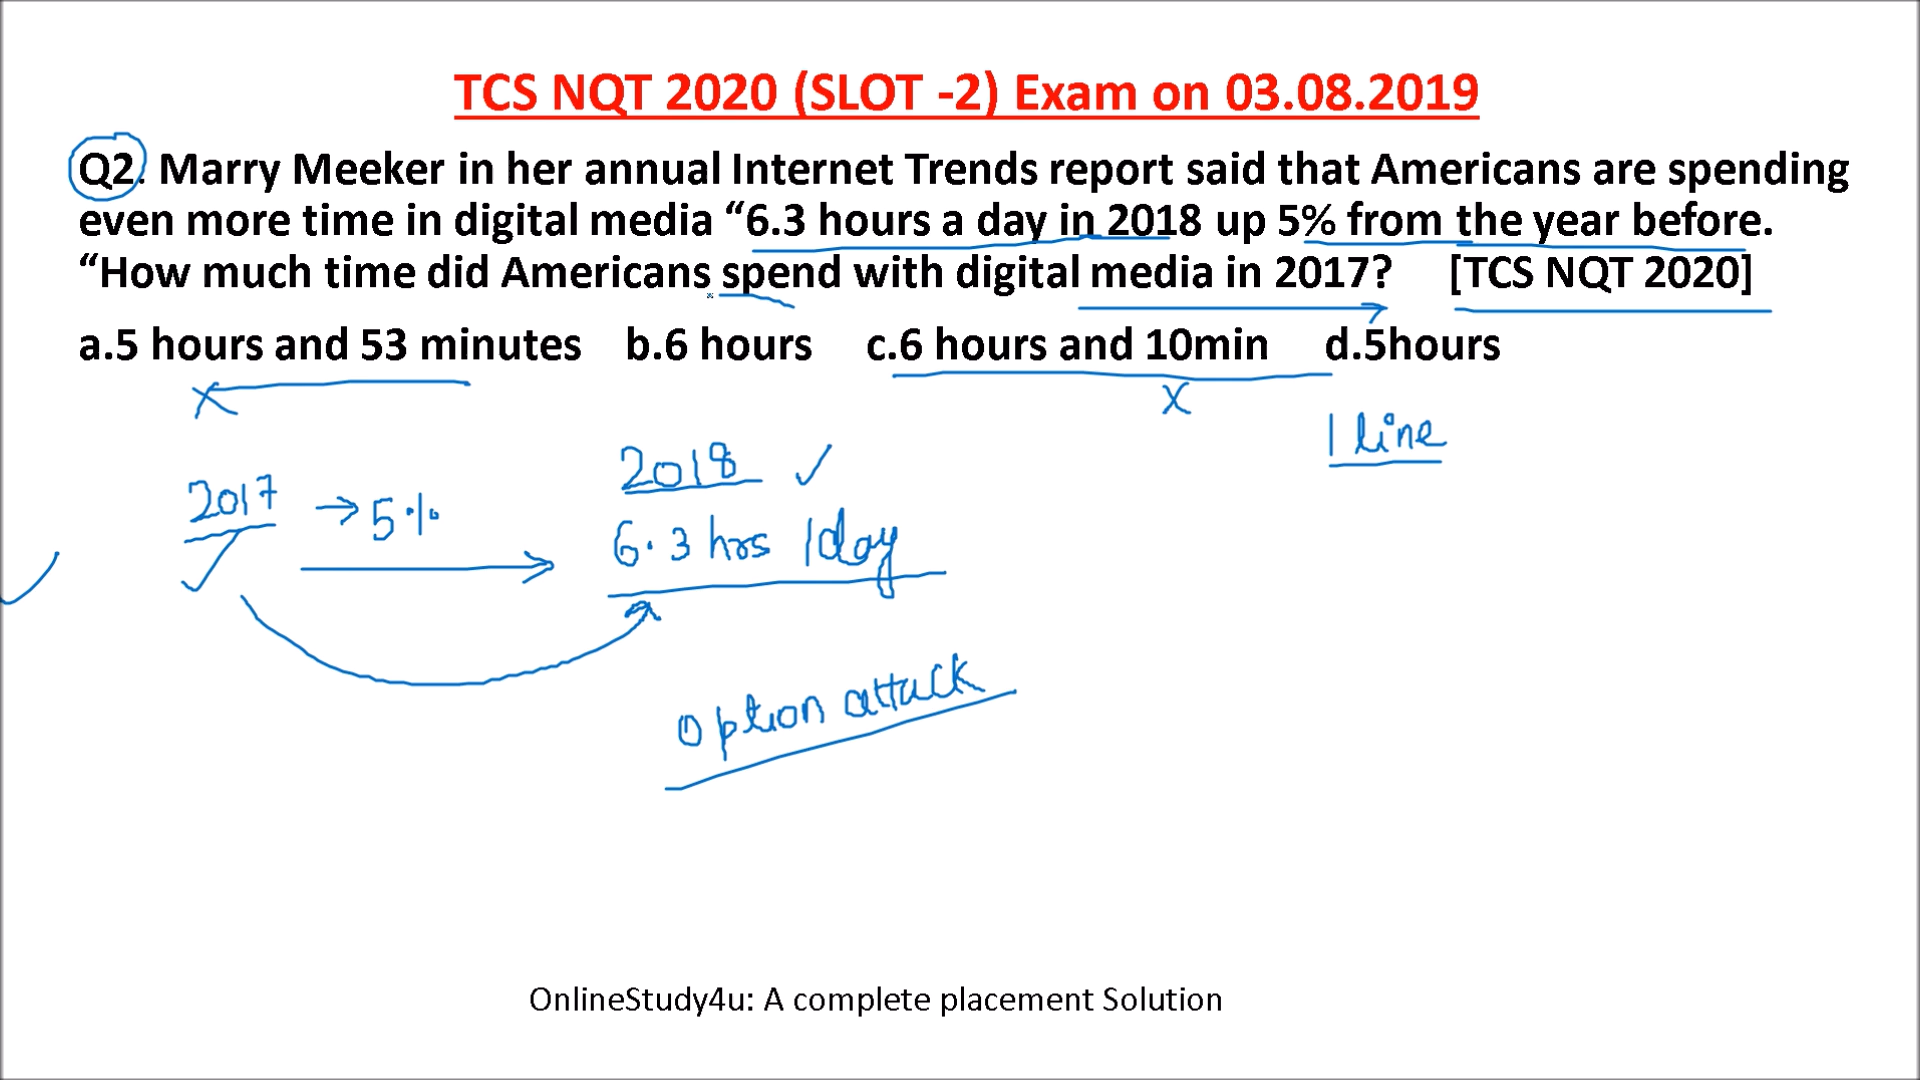 TCS NQT 2020 (SLOT -2) Exam on 03.08.2019
Q2. Marry Meeker in her annual Internet Trends report said that Americans are spending
even more time in digital media “6.3 hours a day in 2018 up 5% from the year before.
“How much time did Americans spend with digital media in 2017? [TCS NQT 2020]
a.5 hours and 53 minutes b.6 hours c.6 hours and 10min d.5hours
x x
1 line
2018 ✓
2017 → 5%
6.3 hrs / day
option attack
OnlineStudy4u: A complete placement Solution